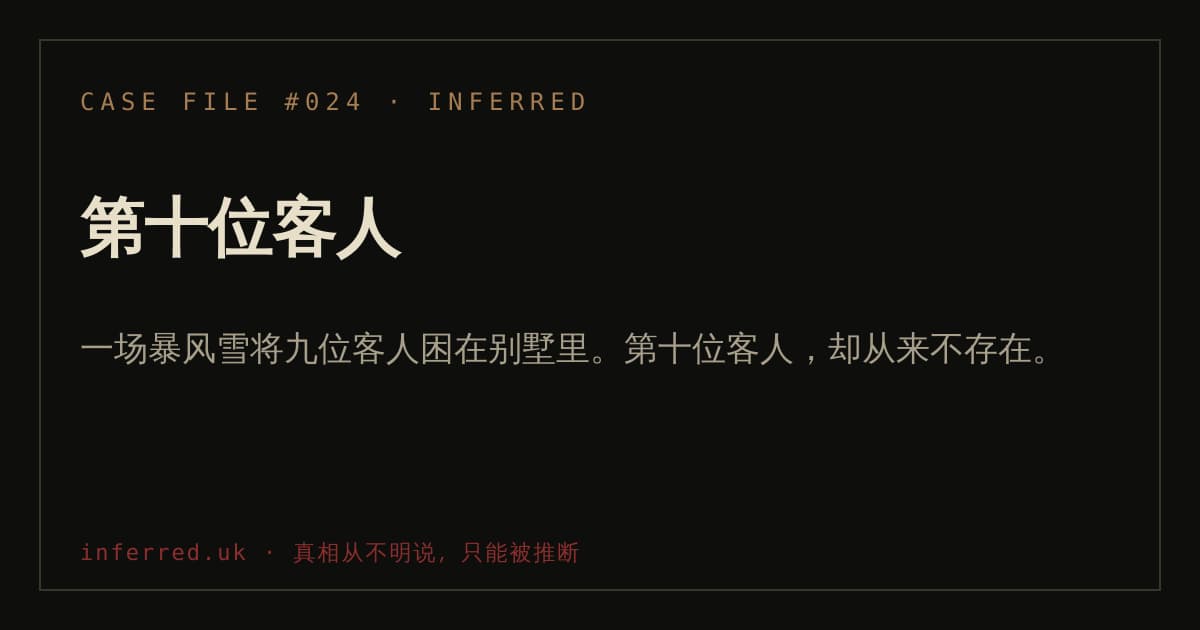 CASE FILE #024 · INFERRED
第十位客人
一场暴风雪将九位客人困在别墅里。第十位客人，却从来不存在。
inferred.uk · 真相从不明说，只能被推断